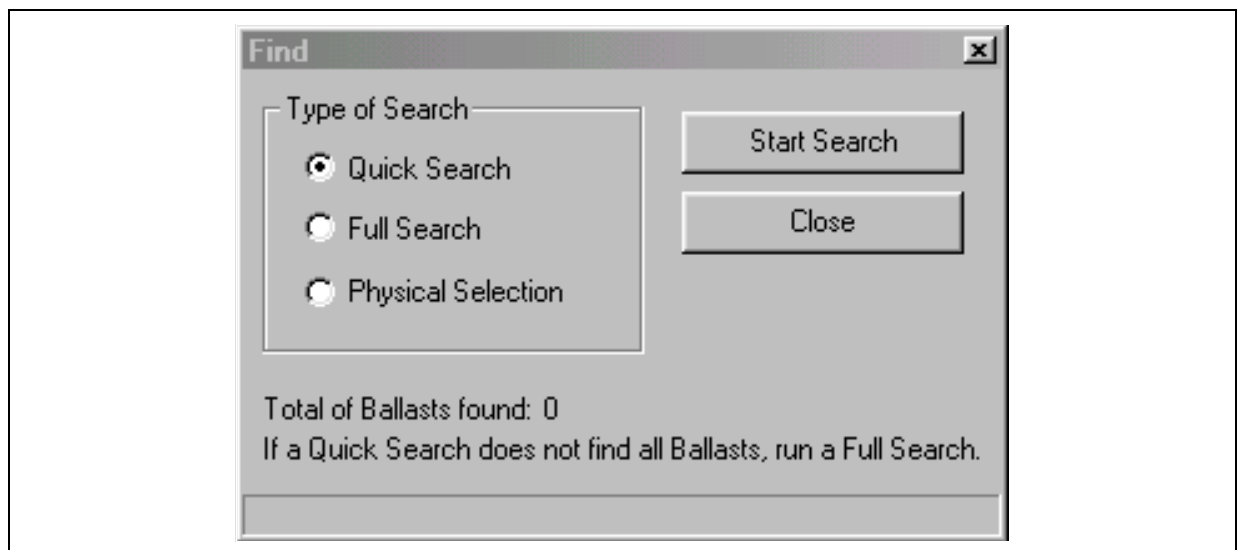 Find
Type of Search
Quick Search
Full Search
Physical Selection
Start Search
Close
Total of Ballasts found: 0
If a Quick Search does not find all Ballasts, run a Full Search.